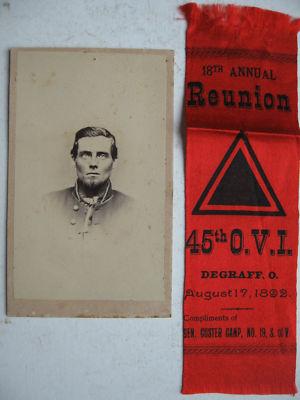 18TH ANNUAL
Reunion
45th O.V.I.
DEGRAFF, O.
August 17, 1892.
Compliments of
GEN. CUSTER CAMP, NO. 19, S. of V.